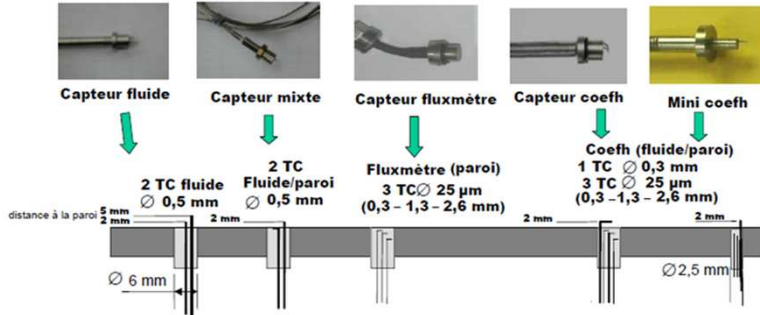 Capteur fluide
Capteur mixte
Capteur fluxmètre
Capteur coefh
Mini coefh
2 TC fluide
∅ 0,5 mm
2 TC
Fluide/paroi
∅ 0,5 mm
Fluxmètre (paroi)
3 TC∅ 25 µm
(0,3 – 1,3 – 2,6 mm)
Coefh (fluide/paroi)
1 TC ∅ 0,3 mm
3 TC ∅ 25 µm
(0,3 –1,3 – 2,6 mm)
distance à la paroi
5 mm
2 mm
2 mm
2 mm
2 mm
∅ 6 mm
∅2,5 mm